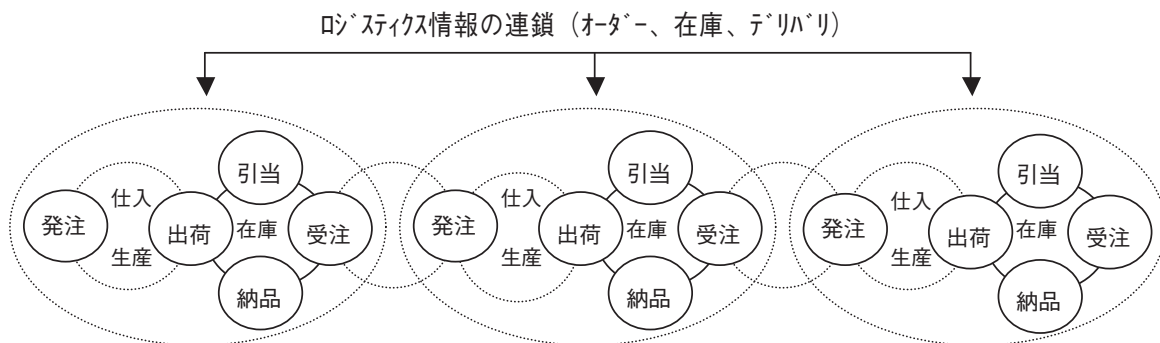 ﾛｼﾞｽﾃｨｸｽ情報の連鎖（ｵｰﾀﾞｰ、在庫、ﾃﾞﾘﾊﾞﾘ）
引当
仕入
発注
出荷
在庫
受注
生産
納品
引当
仕入
発注
出荷
在庫
受注
生産
納品
引当
仕入
発注
出荷
在庫
受注
生産
納品